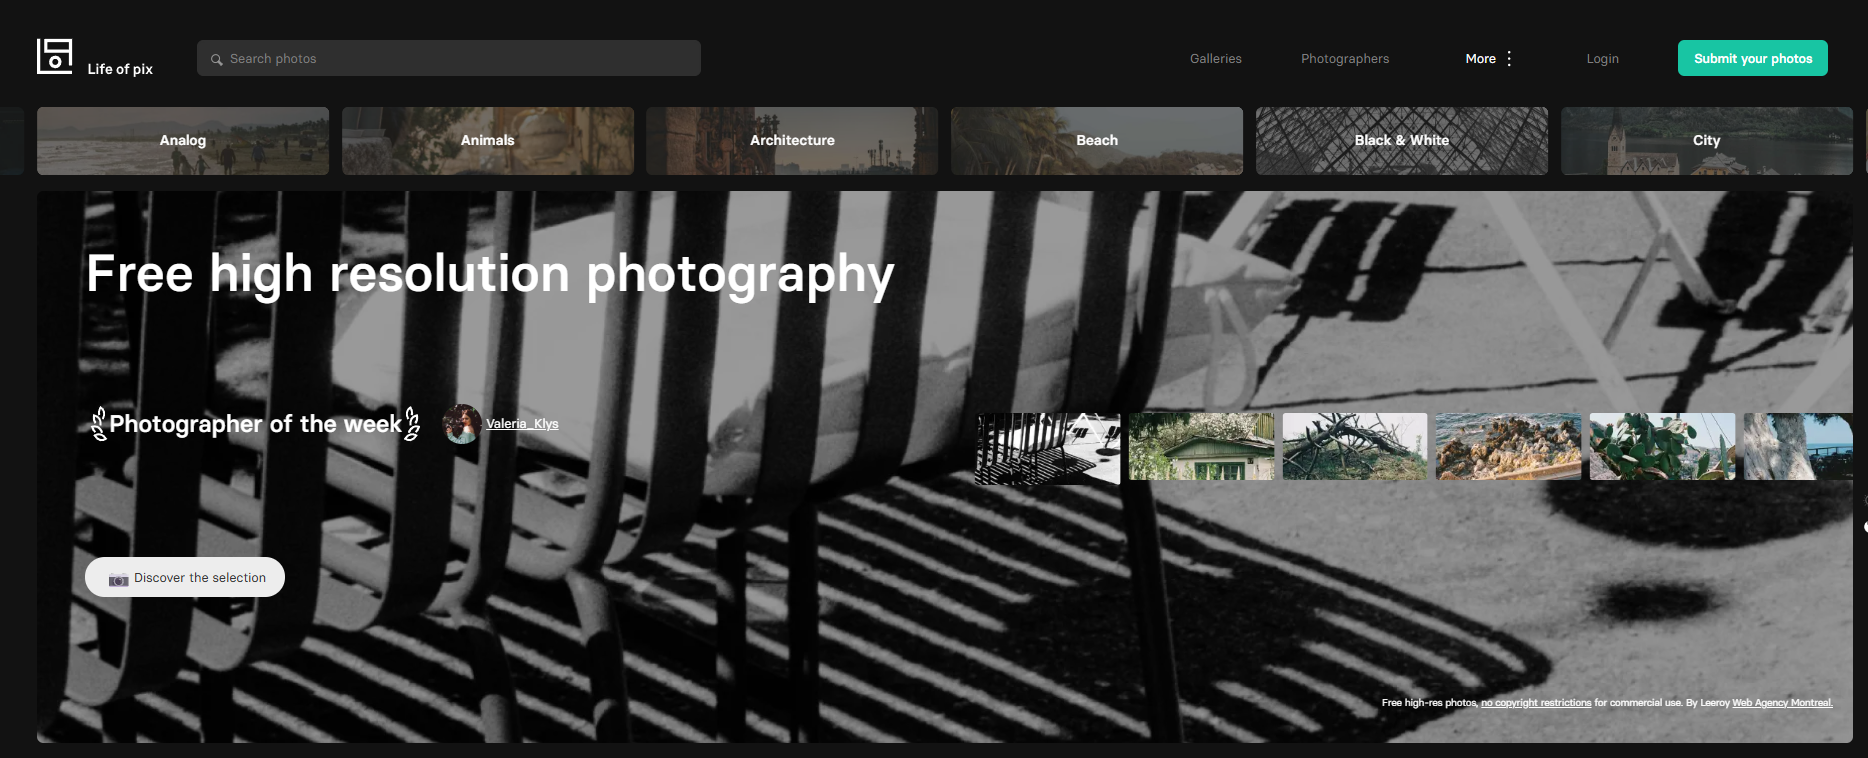 Life of pix
Search photos
Galleries
Photographers
More
Login
Submit your photos
Analog
Animals
Architecture
Beach
Black & White
City
Free high resolution photography
Photographer of the week
Valeria_Klys
Discover the selection
Free high-res photos, no copyright restrictions for commercial use. By Leeroy Web Agency Montreal.